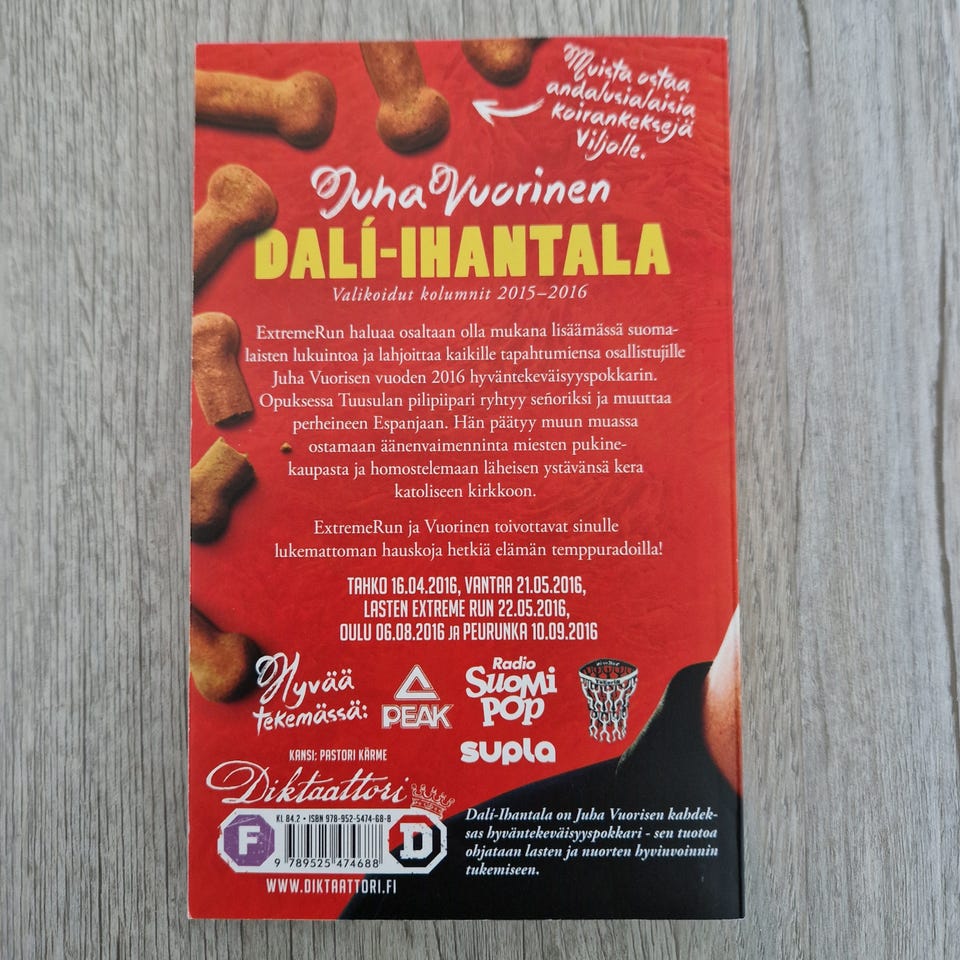 Muista ostaa
andalusialaisia
koirankeksejä
Viljolle.
Juha Vuorinen
DALÍ-IHANTALA
Valikoidut kolumnit 2015–2016
ExtremeRun haluaa osaltaan olla mukana lisäämässä suoma-
laisten lukuintoa ja lahjoittaa kaikille tapahtumiensa osallistujille
Juha Vuorisen vuoden 2016 hyväntekeväisyyspokkarin.
Opuksessa Tuusulan pilipiipari ryhtyy señoriksi ja muuttaa
perheineen Espanjaan. Hän päätyy muun muassa
ostamaan äänenvaimenninta miesten pukine-
kaupasta ja homostelemaan läheisen ystävänsä kera
katoliseen kirkkoon.
ExtremeRun ja Vuorinen toivottavat sinulle
lukemattoman hauskoja hetkiä elämän temppuradoilla!
TAHKO 16.04.2016, VANTAA 21.05.2016,
LASTEN EXTREME RUN 22.05.2016,
OULU 06.08.2016 JA PEURUNKA 10.09.2016
Hyvää
tekemässä:
PEAK
Radio
SUOMI
POP
supla
KANSI: PASTORI KÄRME
Diktaattori
KL 84.2 • ISBN 978-952-5474-68-8
F
D
9 789525 474688
WWW.DIKTAATTORI.FI
Dalí-Ihantala on Juha Vuorisen kahdek-
sas hyväntekeväisyyspokkari - sen tuotoa
ohjataan lasten ja nuorten hyvinvoinnin
tukemiseen.